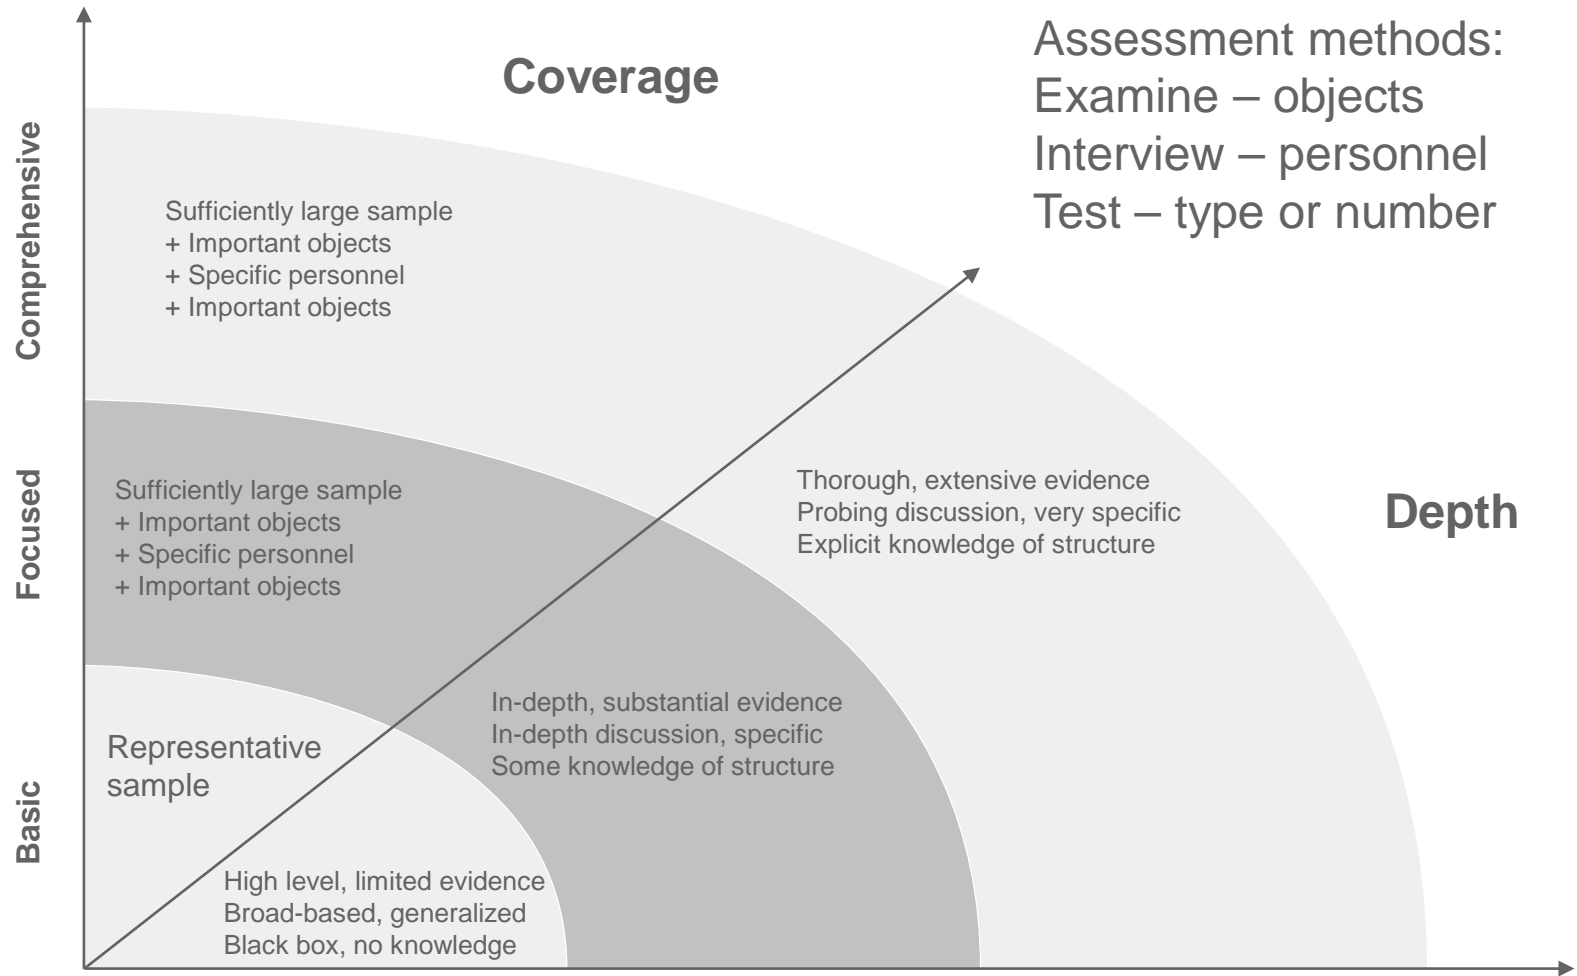 Coverage
Assessment methods:
Examine – objects
Interview – personnel
Test – type or number
Comprehensive
Sufficiently large sample
+ Important objects
+ Specific personnel
+ Important objects
Focused
Sufficiently large sample
+ Important objects
+ Specific personnel
+ Important objects
Thorough, extensive evidence
Probing discussion, very specific
Explicit knowledge of structure
Depth
In-depth, substantial evidence
In-depth discussion, specific
Some knowledge of structure
Basic
Representative
sample
High level, limited evidence
Broad-based, generalized
Black box, no knowledge